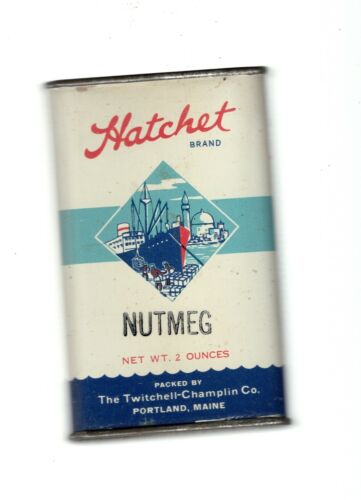 Hatchet
BRAND
NUTMEG
NET WT. 2 OUNCES
PACKED BY
The Twitchell-Champlin Co.
PORTLAND, MAINE